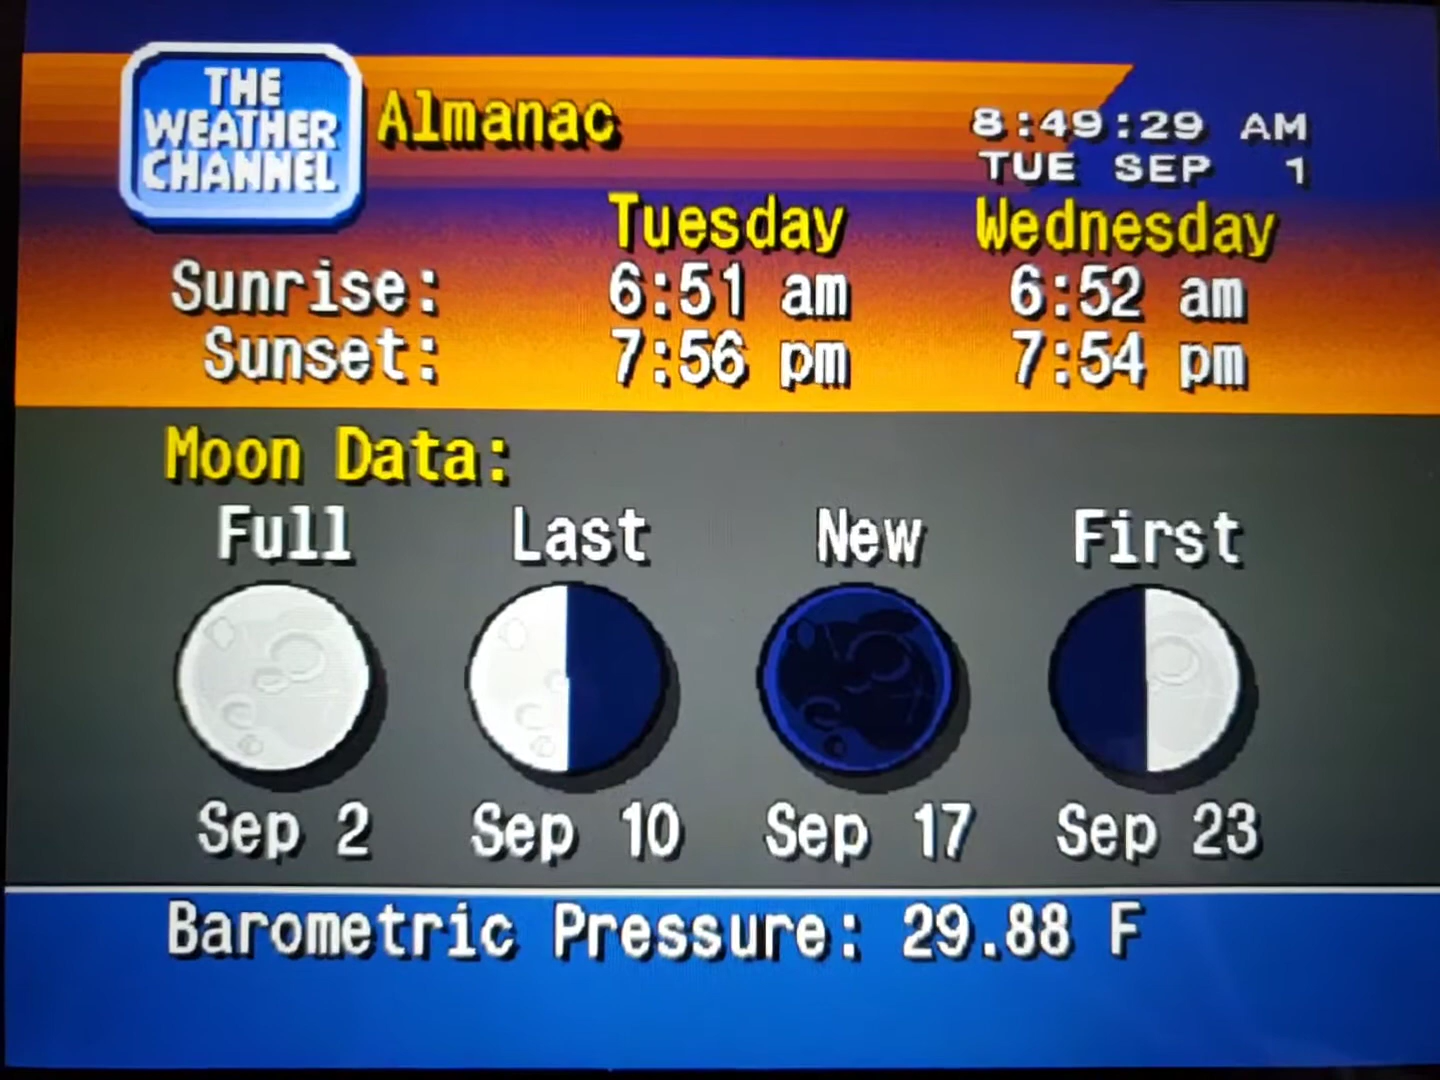 THE
WEATHER
CHANNEL
Almanac
8:49:29 AM
TUE SEP 1
Tuesday Wednesday
Sunrise: 6:51 am 6:52 am
Sunset: 7:56 pm 7:54 pm
Moon Data:
Full Last New First
Sep 2 Sep 10 Sep 17 Sep 23
Barometric Pressure: 29.88 F